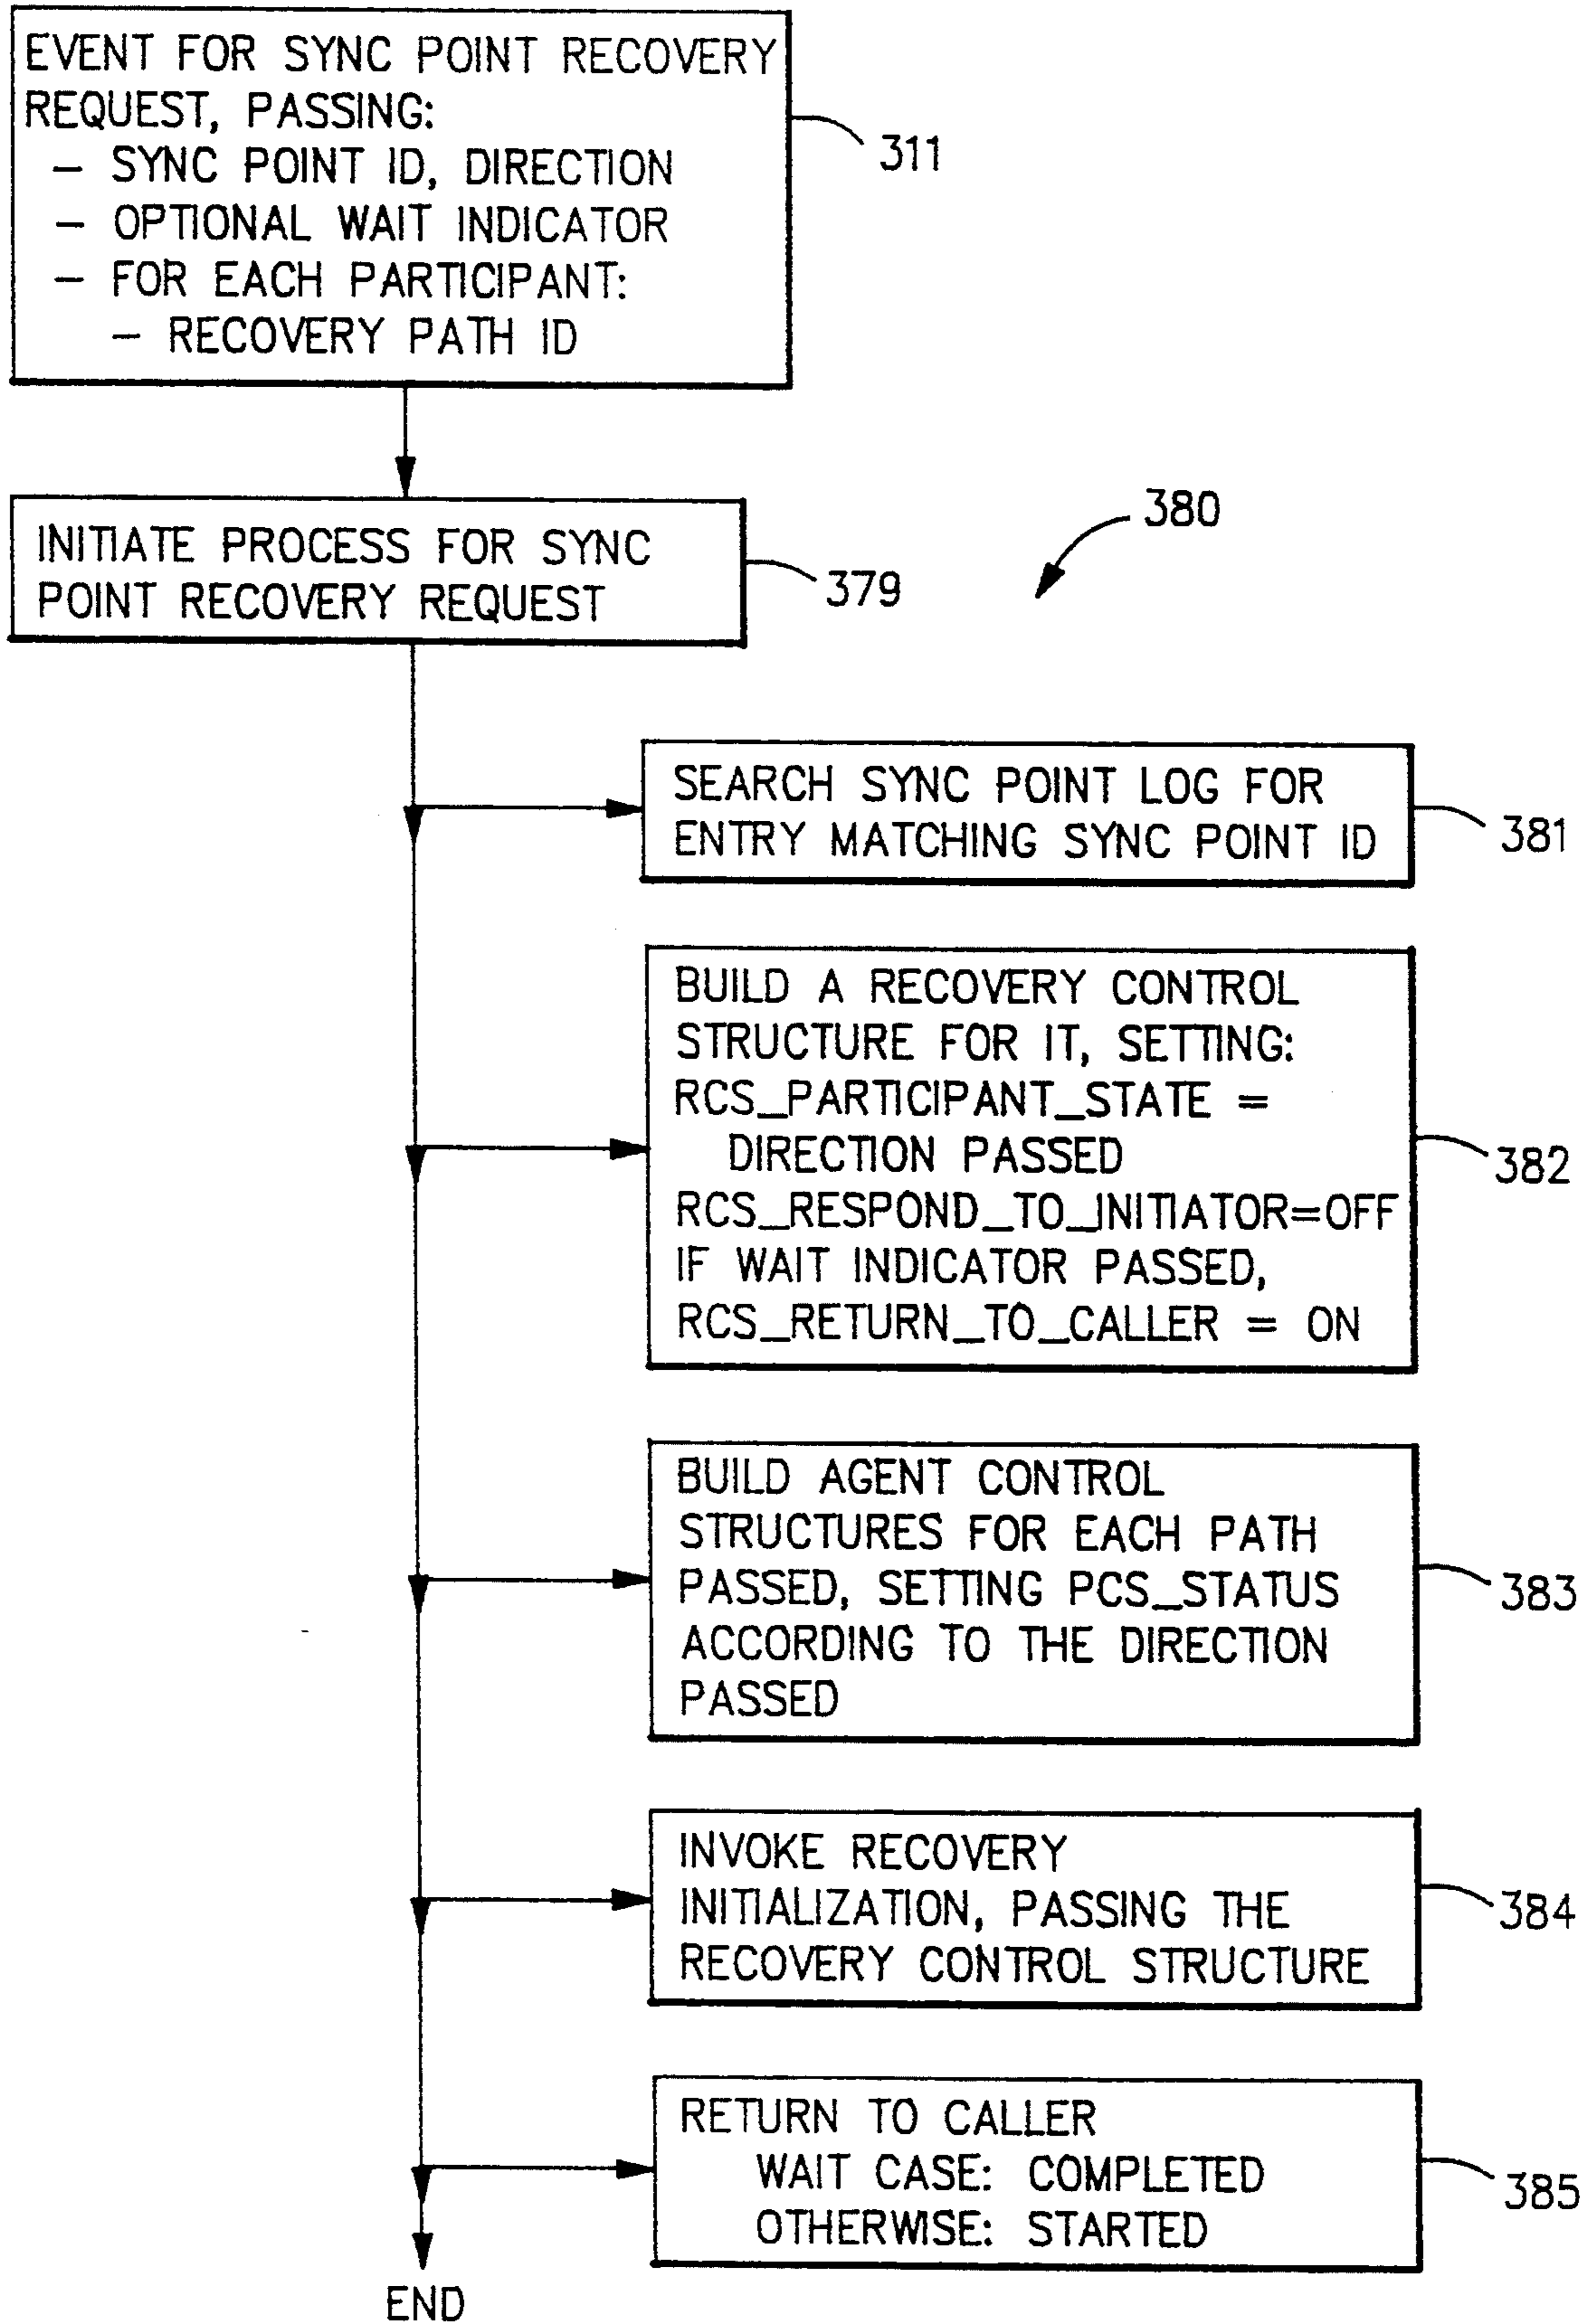 EVENT FOR SYNC POINT RECOVERY
REQUEST, PASSING:
– SYNC POINT ID, DIRECTION
– OPTIONAL WAIT INDICATOR
– FOR EACH PARTICIPANT:
– RECOVERY PATH ID
311
INITIATE PROCESS FOR SYNC
POINT RECOVERY REQUEST
379
380
SEARCH SYNC POINT LOG FOR
ENTRY MATCHING SYNC POINT ID
381
BUILD A RECOVERY CONTROL
STRUCTURE FOR IT, SETTING:
RCS_PARTICIPANT_STATE =
DIRECTION PASSED
RCS_RESPOND_TO_INITIATOR=OFF
IF WAIT INDICATOR PASSED,
RCS_RETURN_TO_CALLER = ON
382
BUILD AGENT CONTROL
STRUCTURES FOR EACH PATH
PASSED, SETTING PCS_STATUS
ACCORDING TO THE DIRECTION
PASSED
383
INVOKE RECOVERY
INITIALIZATION, PASSING THE
RECOVERY CONTROL STRUCTURE
384
RETURN TO CALLER
WAIT CASE: COMPLETED
OTHERWISE: STARTED
385
END